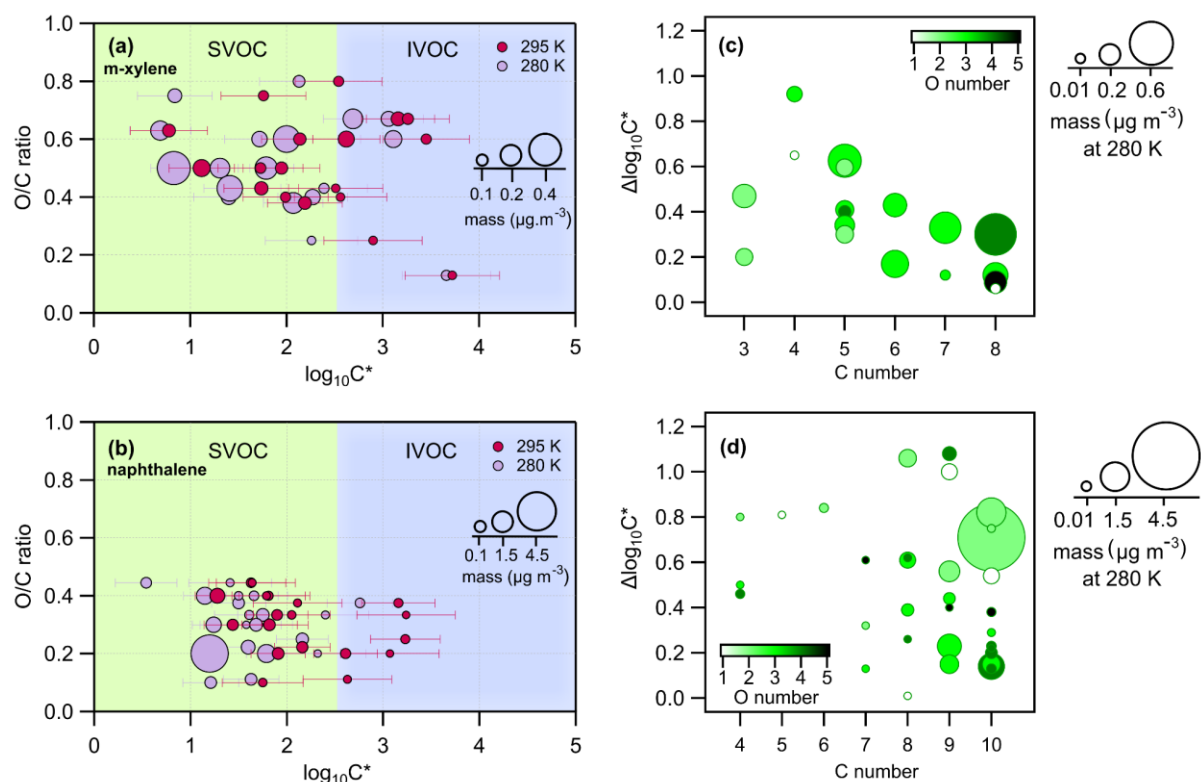 (a)
m-xylene
SVOC
IVOC
295 K
280 K
O/C ratio
1.0
0.8
0.6
0.4
0.2
0.0
0.1 0.2 0.4
mass (µg.m⁻³)
0 1 2 3 4 5
log₁₀C*
(c)
1 2 3 4 5
O number
Δlog₁₀C*
1.2
1.0
0.8
0.6
0.4
0.2
0.0
3 4 5 6 7 8
C number
0.01 0.2 0.6
mass (µg m⁻³)
at 280 K
(b)
naphthalene
SVOC
IVOC
295 K
280 K
O/C ratio
1.0
0.8
0.6
0.4
0.2
0.0
0.1 1.5 4.5
mass (µg m⁻³)
0 1 2 3 4 5
log₁₀C*
(d)
Δlog₁₀C*
1.2
1.0
0.8
0.6
0.4
0.2
0.0
1 2 3 4 5
O number
4 5 6 7 8 9 10
C number
0.01 1.5 4.5
mass (µg m⁻³)
at 280 K